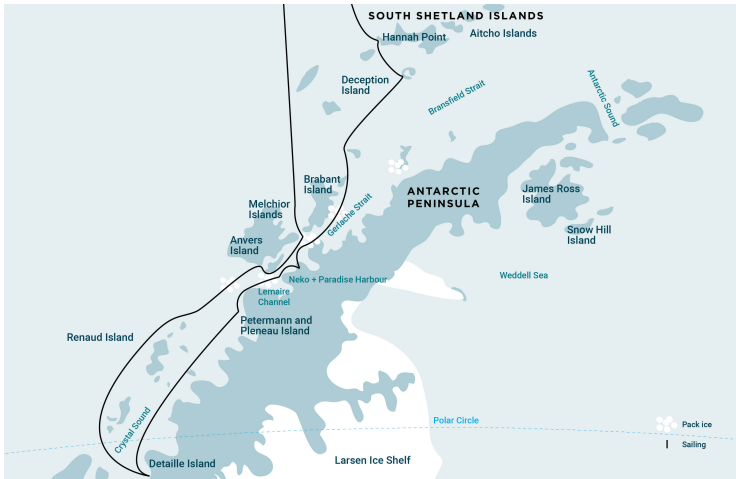 SOUTH SHETLAND ISLANDS
Hannah Point
Aitcho Islands
Deception
Island
Bransfield Strait
Antarctic Sound
Brabant
Island
ANTARCTIC
PENINSULA
James Ross
Island
Melchior
Islands
Gerlache Strait
Snow Hill
Island
Anvers
Island
Neko + Paradise Harbour
Weddell Sea
Lemaire
Channel
Petermann and
Pleneau Island
Renaud Island
Crystal Sound
Polar Circle
Pack ice
Sailing
Detaille Island
Larsen Ice Shelf